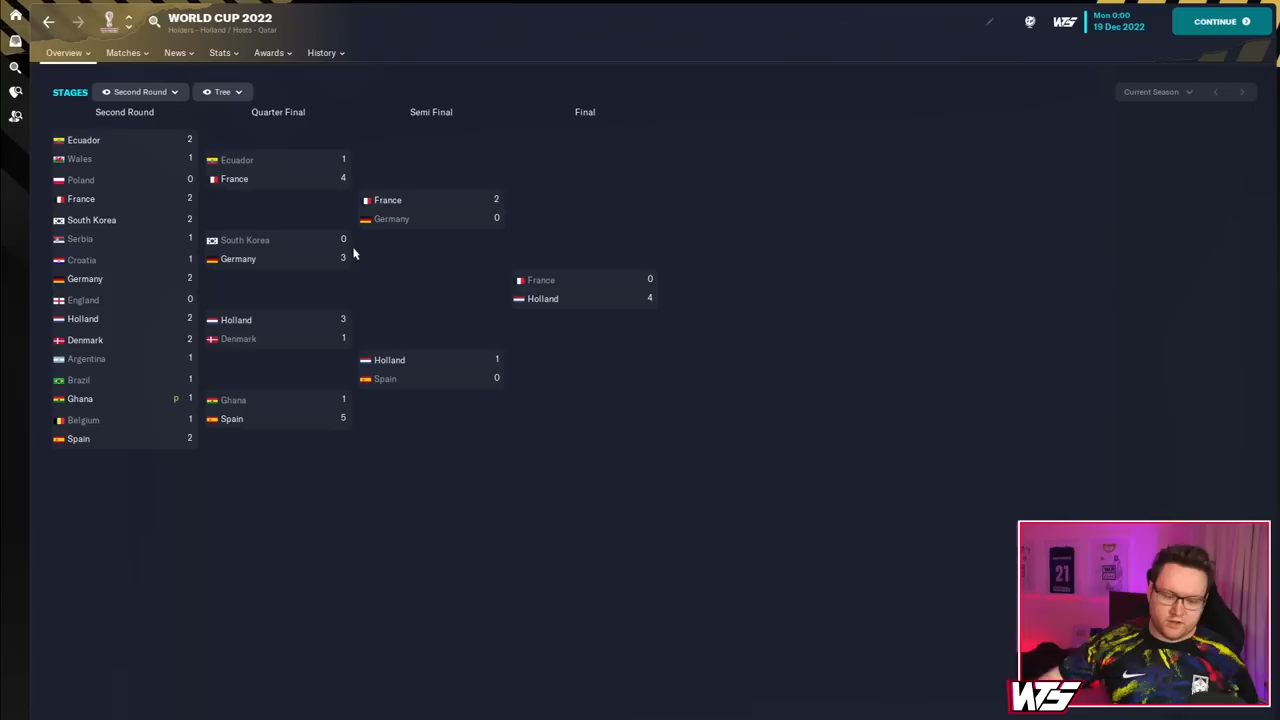 WORLD CUP 2022
Holders - Holland / Hosts - Qatar
WTS
Mon 0:00
19 Dec 2022
CONTINUE
Overview
Matches
News
Stats
Awards
History
STAGES
Second Round
Tree
Current Season
Second Round
Quarter Final
Semi Final
Final
Ecuador 2
Wales 1
Poland 0
France 2
South Korea 2
Serbia 1
Croatia 1
Germany 2
England 0
Holland 2
Denmark 2
Argentina 1
Brazil 1
Ghana p 1
Belgium 1
Spain 2
Ecuador 1
France 4
South Korea 0
Germany 3
Holland 3
Denmark 1
Ghana 1
Spain 5
France 2
Germany 0
Holland 1
Spain 0
France 0
Holland 4
21
WTS